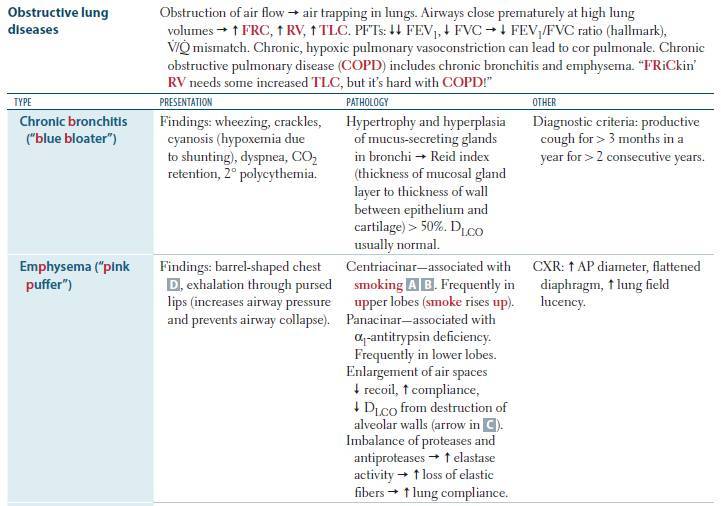 Obstructive lung
diseases
Obstruction of air flow → air trapping in lungs. Airways close prematurely at high lung
volumes → ↑ FRC, ↑ RV, ↑ TLC. PFTs: ↓↓ FEV₁, ↓ FVC → ↓ FEV₁/FVC ratio (hallmark),
V̇/Q̇ mismatch. Chronic, hypoxic pulmonary vasoconstriction can lead to cor pulmonale. Chronic
obstructive pulmonary disease (COPD) includes chronic bronchitis and emphysema. “FRiCkin’
RV needs some increased TLC, but it’s hard with COPD!”
TYPE PRESENTATION PATHOLOGY OTHER
Chronic bronchitis
(“blue bloater”)
Findings: wheezing, crackles,
cyanosis (hypoxemia due
to shunting), dyspnea, CO₂
retention, 2° polycythemia.
Hypertrophy and hyperplasia
of mucus-secreting glands
in bronchi → Reid index
(thickness of mucosal gland
layer to thickness of wall
between epithelium and
cartilage) > 50%. DLCO
usually normal.
Diagnostic criteria: productive
cough for > 3 months in a
year for > 2 consecutive years.
Emphysema (“pink
puffer”)
Findings: barrel-shaped chest
D, exhalation through pursed
lips (increases airway pressure
and prevents airway collapse).
Centriacinar—associated with
smoking A B. Frequently in
upper lobes (smoke rises up).
Panacinar—associated with
α₁-antitrypsin deficiency.
Frequently in lower lobes.
Enlargement of air spaces
↓ recoil, ↑ compliance,
↓ DLCO from destruction of
alveolar walls (arrow in C).
Imbalance of proteases and
antiproteases → ↑ elastase
activity → ↑ loss of elastic
fibers → ↑ lung compliance.
CXR: ↑ AP diameter, flattened
diaphragm, ↑ lung field
lucency.